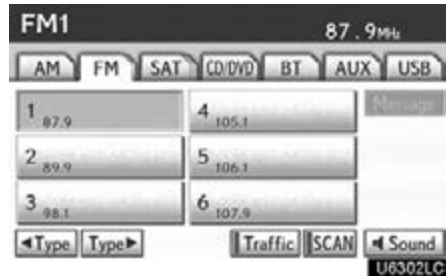 FM1 87.9MHz
AM FM SAT CD/DVD BT AUX USB
1 87.9 4 105.1 Message
2 89.9 5 106.1
3 98.1 6 107.9
◄Type Type► Traffic SCAN Sound
U6302LC